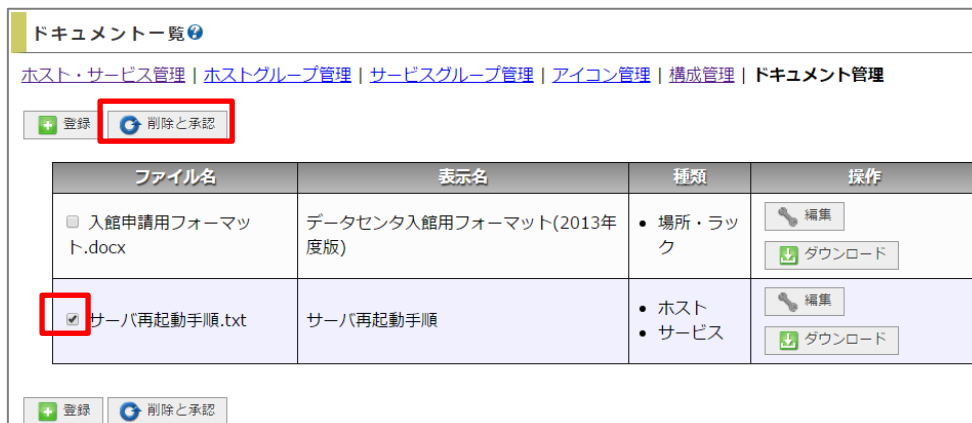 ドキュメント一覧?
ホスト・サービス管理 | ホストグループ管理 | サービスグループ管理 | アイコン管理 | 構成管理 | ドキュメント管理
登録 削除と承認
ファイル名 表示名 種類 操作
入館申請用フォーマッ データセンタ入館用フォーマット(2013年 • 場所・ラッ 編集
ト.docx 度版) ク ダウンロード
サーバ再起動手順.txt サーバ再起動手順 • ホスト 編集
• サービス ダウンロード
登録 削除と承認